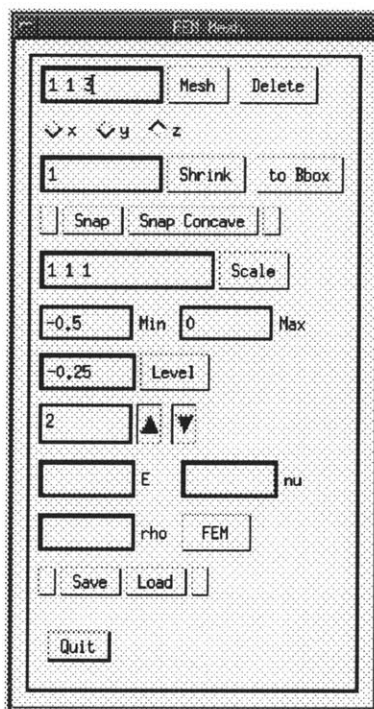 FEM Mesh
1 1 3 Mesh Delete
x y z
1 Shrink to Bbox
Snap Snap Concave
1 1 1 Scale
-0.5 Min 0 Max
-0.25 Level
2
E nu
rho FEM
Save Load
Quit